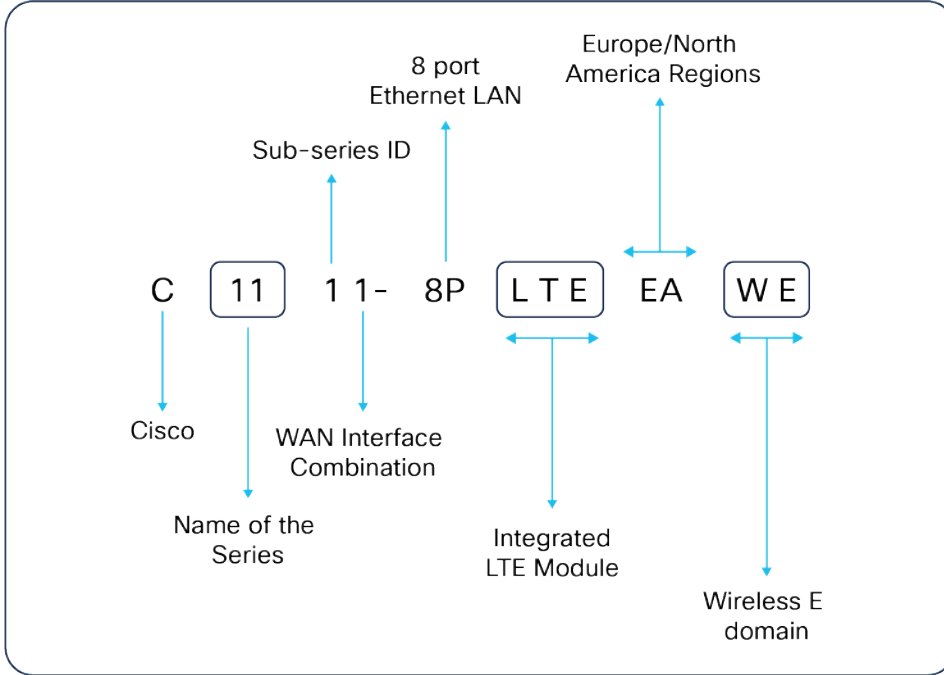 Europe/North
America Regions
8 port
Ethernet LAN
Sub-series ID
C 11 1 1- 8P L T E EA W E
Cisco
WAN Interface
Combination
Name of the
Series
Integrated
LTE Module
Wireless E
domain